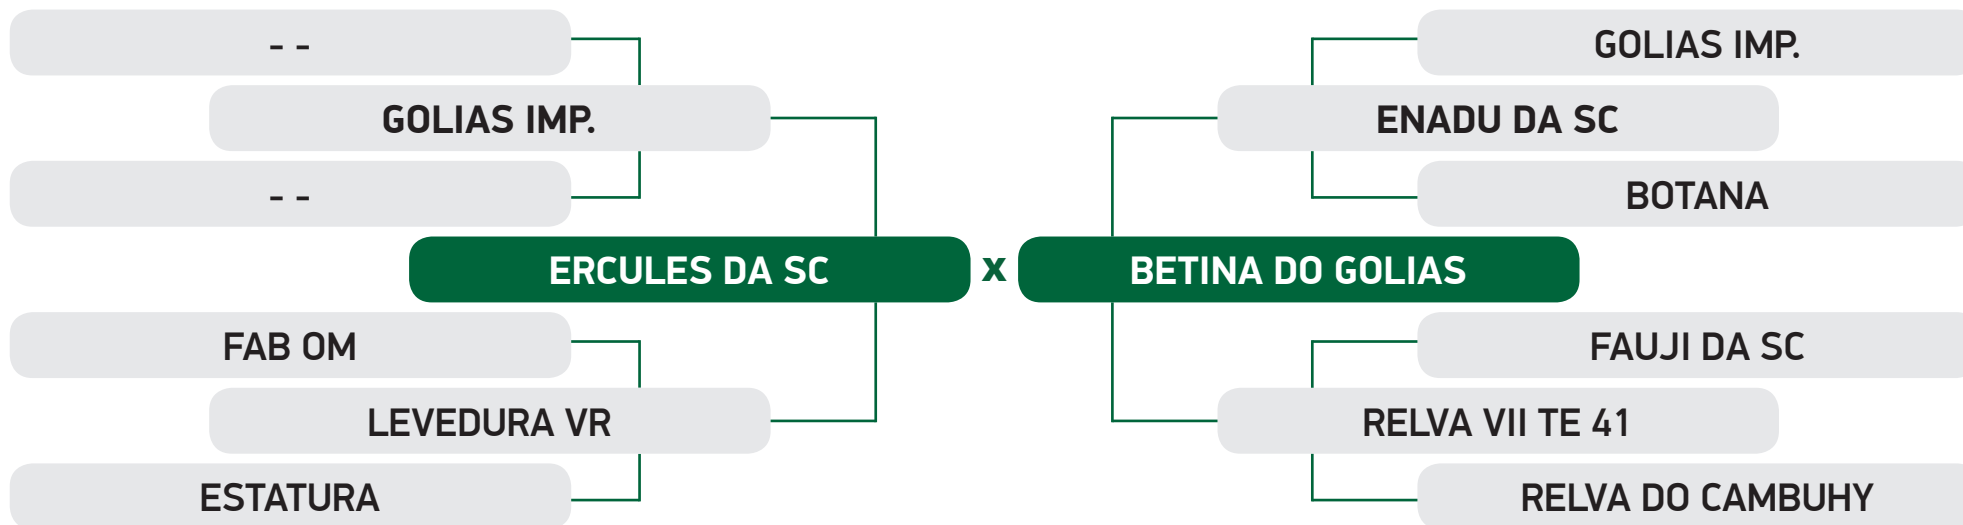 - -
GOLIAS IMP.
GOLIAS IMP.
ENADU DA SC
- -
BOTANA
ERCULES DA SC x BETINA DO GOLIAS
FAB OM
FAUJI DA SC
LEVEDURA VR
RELVA VII TE 41
ESTATURA
RELVA DO CAMBUHY